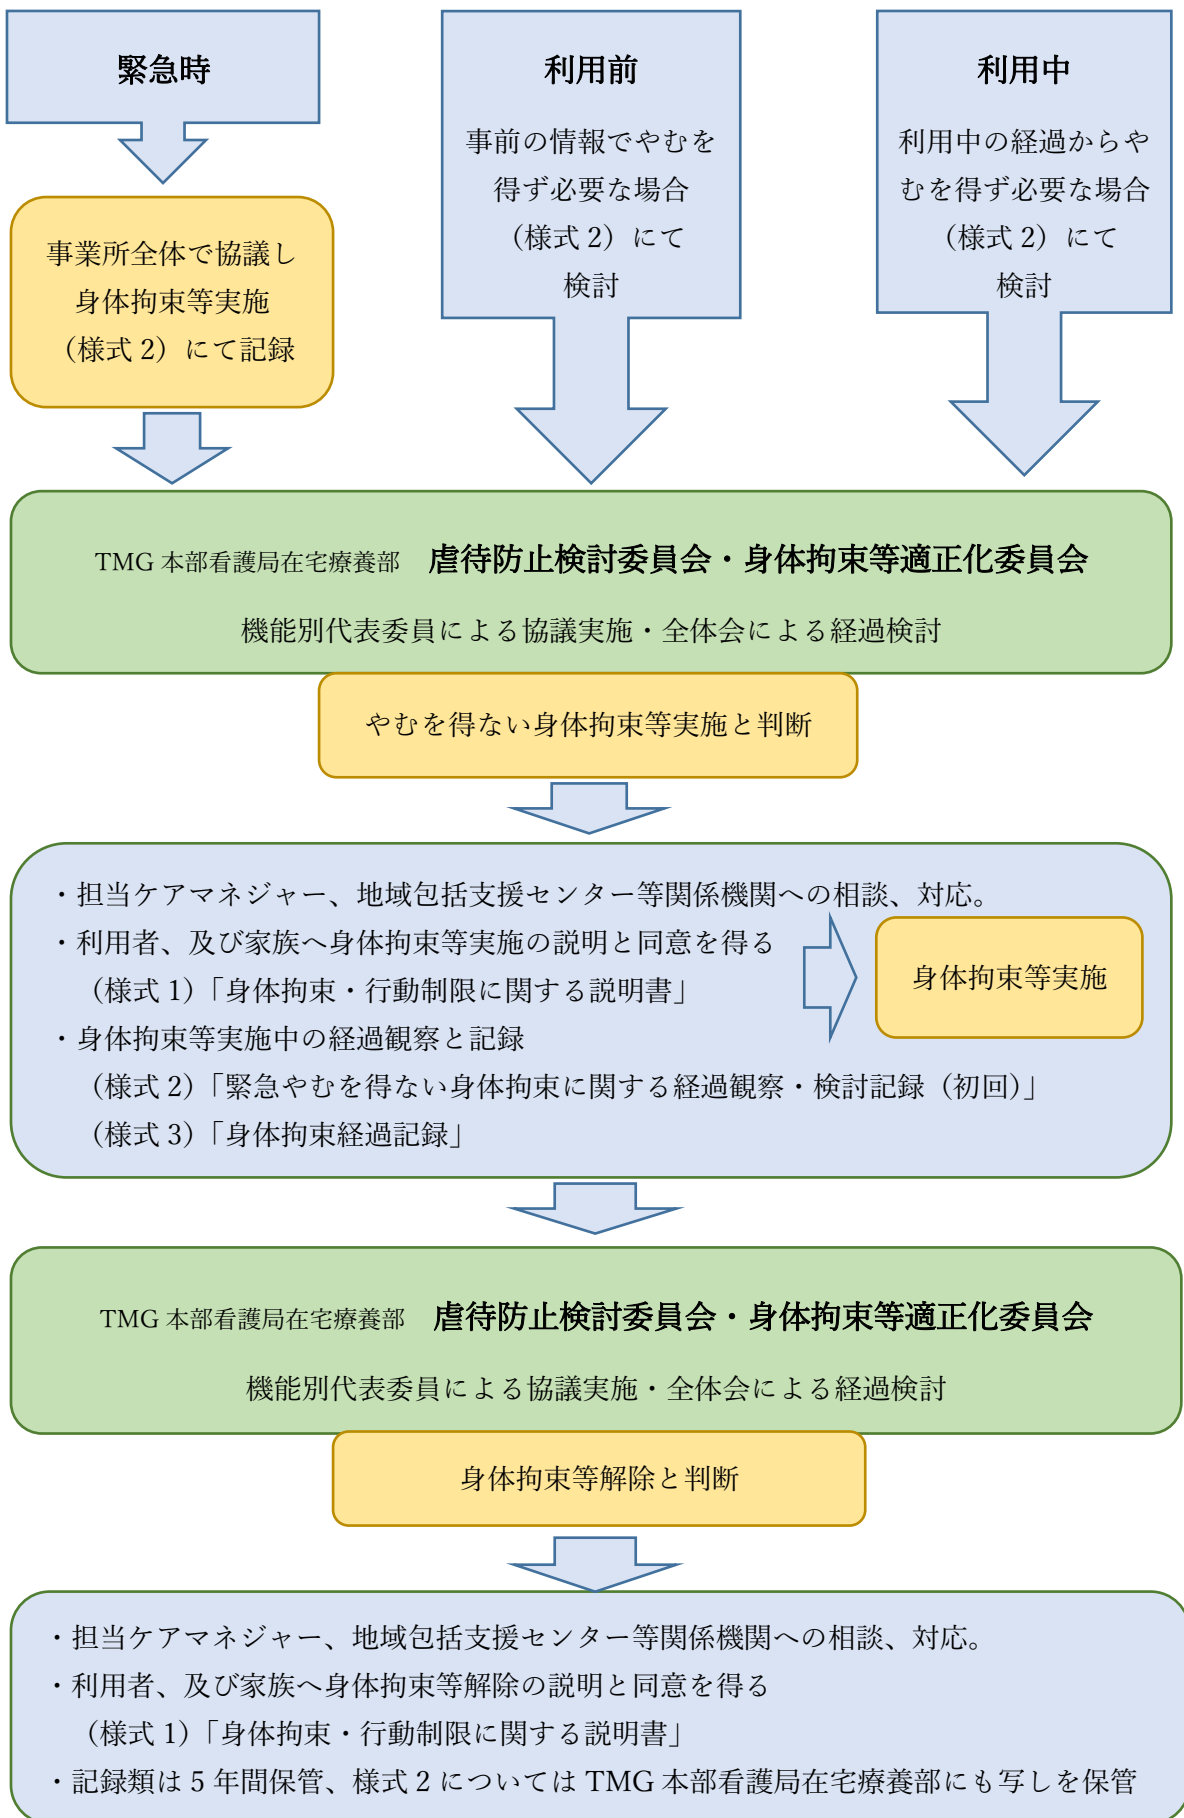 緊急時
事業所全体で協議し
身体拘束等実施
（様式 2）にて記録
利用前
事前の情報でやむを
得ず必要な場合
（様式 2）にて
検討
利用中
利用中の経過からや
むを得ず必要な場合
（様式 2）にて
検討
TMG 本部看護局在宅療養部　虐待防止検討委員会・身体拘束等適正化委員会
機能別代表委員による協議実施・全体会による経過検討
やむを得ない身体拘束等実施と判断
・担当ケアマネジャー、地域包括支援センター等関係機関への相談、対応。
・利用者、及び家族へ身体拘束等実施の説明と同意を得る
（様式 1）「身体拘束・行動制限に関する説明書」
・身体拘束等実施中の経過観察と記録
（様式 2）「緊急やむを得ない身体拘束に関する経過観察・検討記録（初回）」
（様式 3）「身体拘束経過記録」
身体拘束等実施
TMG 本部看護局在宅療養部　虐待防止検討委員会・身体拘束等適正化委員会
機能別代表委員による協議実施・全体会による経過検討
身体拘束等解除と判断
・担当ケアマネジャー、地域包括支援センター等関係機関への相談、対応。
・利用者、及び家族へ身体拘束等解除の説明と同意を得る
（様式 1）「身体拘束・行動制限に関する説明書」
・記録類は 5 年間保管、様式 2 については TMG 本部看護局在宅療養部にも写しを保管